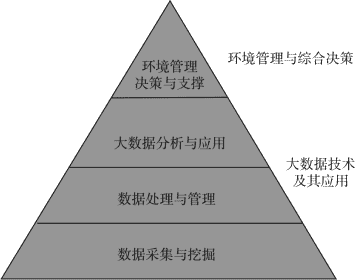 环境管理
决策与支撑
环境管理与综合决策
大数据分析与应用
大数据技术
及其应用
数据处理与管理
数据采集与挖掘